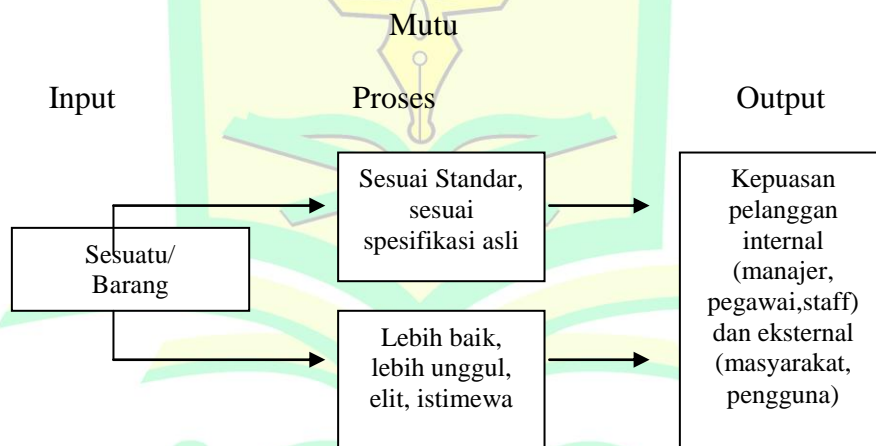 Mutu
Input
Proses
Output
Sesuatu/
Barang
Sesuai Standar,
sesuai
spesifikasi asli
Lebih baik,
lebih unggul,
elit, istimewa
Kepuasan
pelanggan
internal
(manajer,
pegawai,staff)
dan eksternal
(masyarakat,
pengguna)